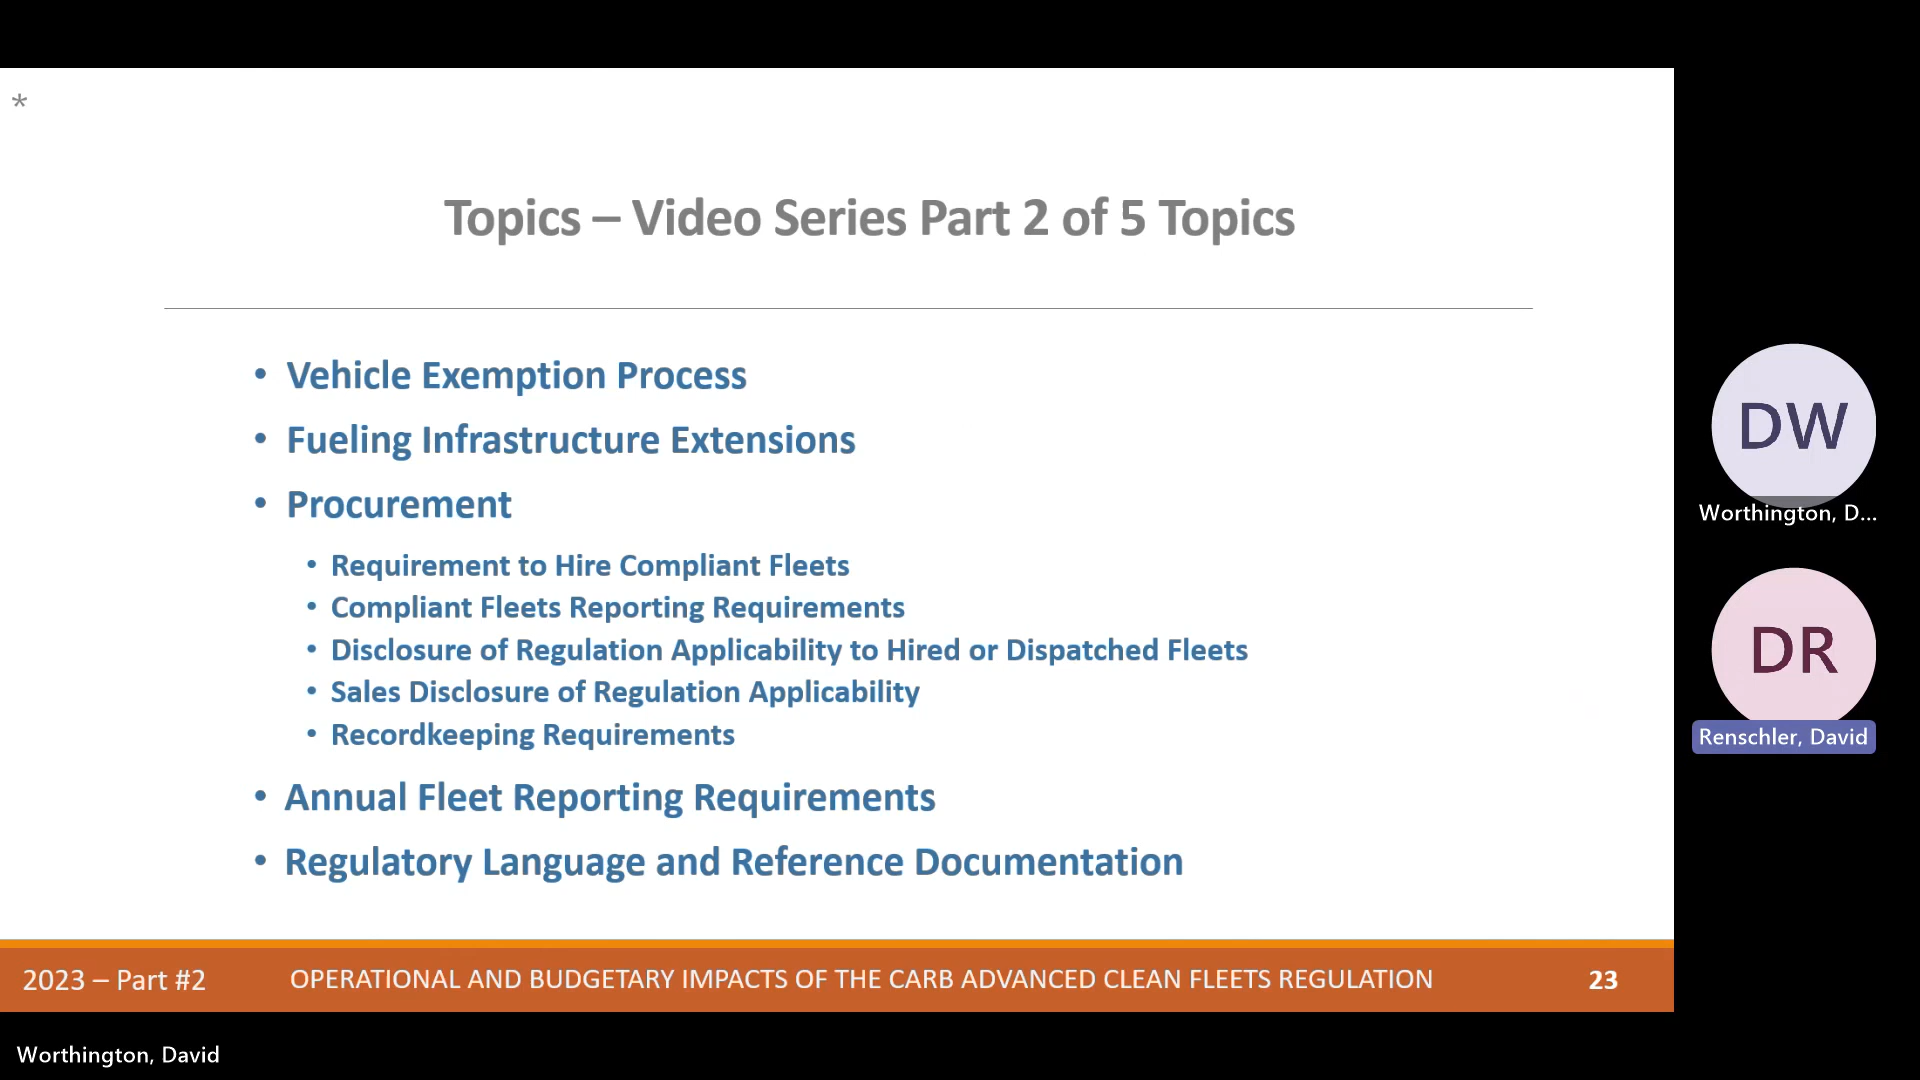 *
Topics – Video Series Part 2 of 5 Topics
• Vehicle Exemption Process
• Fueling Infrastructure Extensions
• Procurement
• Requirement to Hire Compliant Fleets
• Compliant Fleets Reporting Requirements
• Disclosure of Regulation Applicability to Hired or Dispatched Fleets
• Sales Disclosure of Regulation Applicability
• Recordkeeping Requirements
• Annual Fleet Reporting Requirements
• Regulatory Language and Reference Documentation
2023 – Part #2
OPERATIONAL AND BUDGETARY IMPACTS OF THE CARB ADVANCED CLEAN FLEETS REGULATION
23
DW
Worthington, D...
DR
Renschler, David
Worthington, David